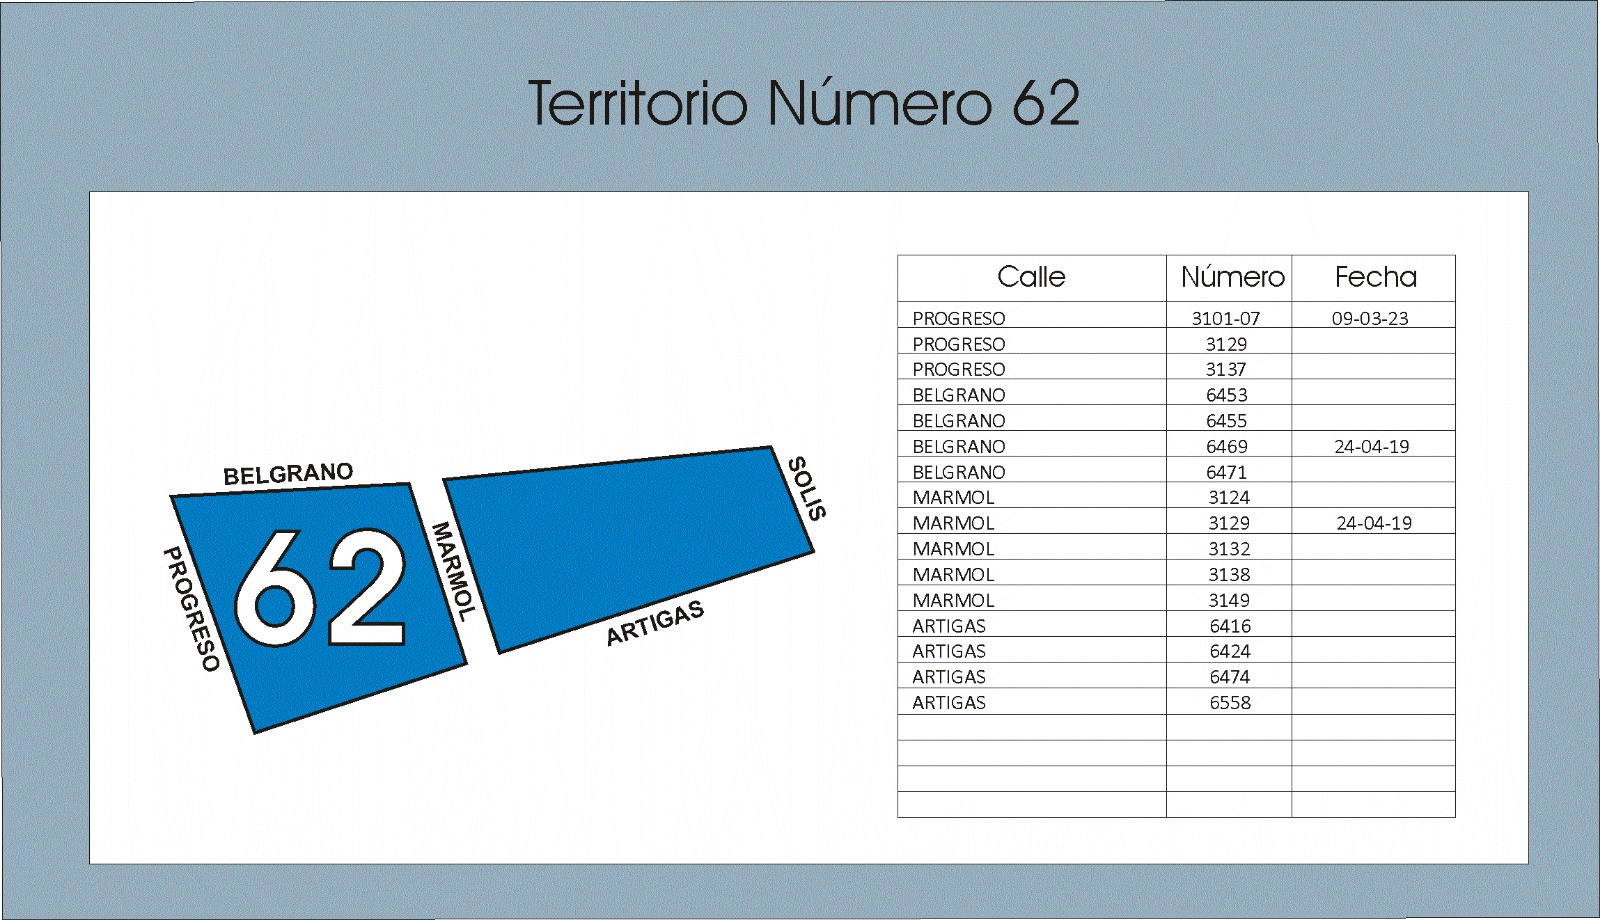 Territorio Número 62
BELGRANO
PROGRESO
62
MARMOL
SOLIS
ARTIGAS
Calle Número Fecha
PROGRESO 3101-07 09-03-23
PROGRESO 3129
PROGRESO 3137
BELGRANO 6453
BELGRANO 6455
BELGRANO 6469 24-04-19
BELGRANO 6471
MARMOL 3124
MARMOL 3129 24-04-19
MARMOL 3132
MARMOL 3138
MARMOL 3149
ARTIGAS 6416
ARTIGAS 6424
ARTIGAS 6474
ARTIGAS 6558